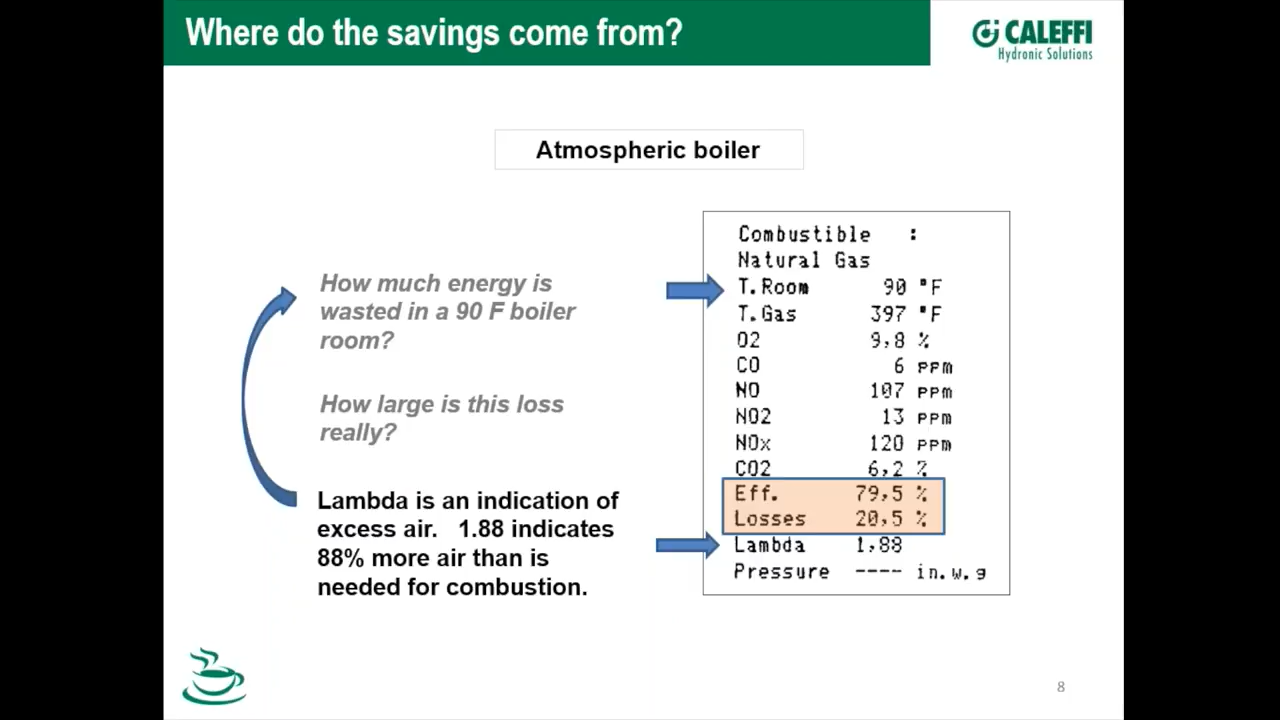 Where do the savings come from?
CALEFFI
Hydronic Solutions
Atmospheric boiler
How much energy is
wasted in a 90 F boiler
room?
How large is this loss
really?
Lambda is an indication of
excess air. 1.88 indicates
88% more air than is
needed for combustion.
Combustible :
Natural Gas
T.Room 90 °F
T.Gas 397 °F
O2 9,8 %
CO 6 ppm
NO 107 ppm
NO2 13 ppm
NOx 120 ppm
CO2 6,2 %
Eff. 79,5 %
Losses 20,5 %
Lambda 1,88
Pressure ---- in.w.g
8